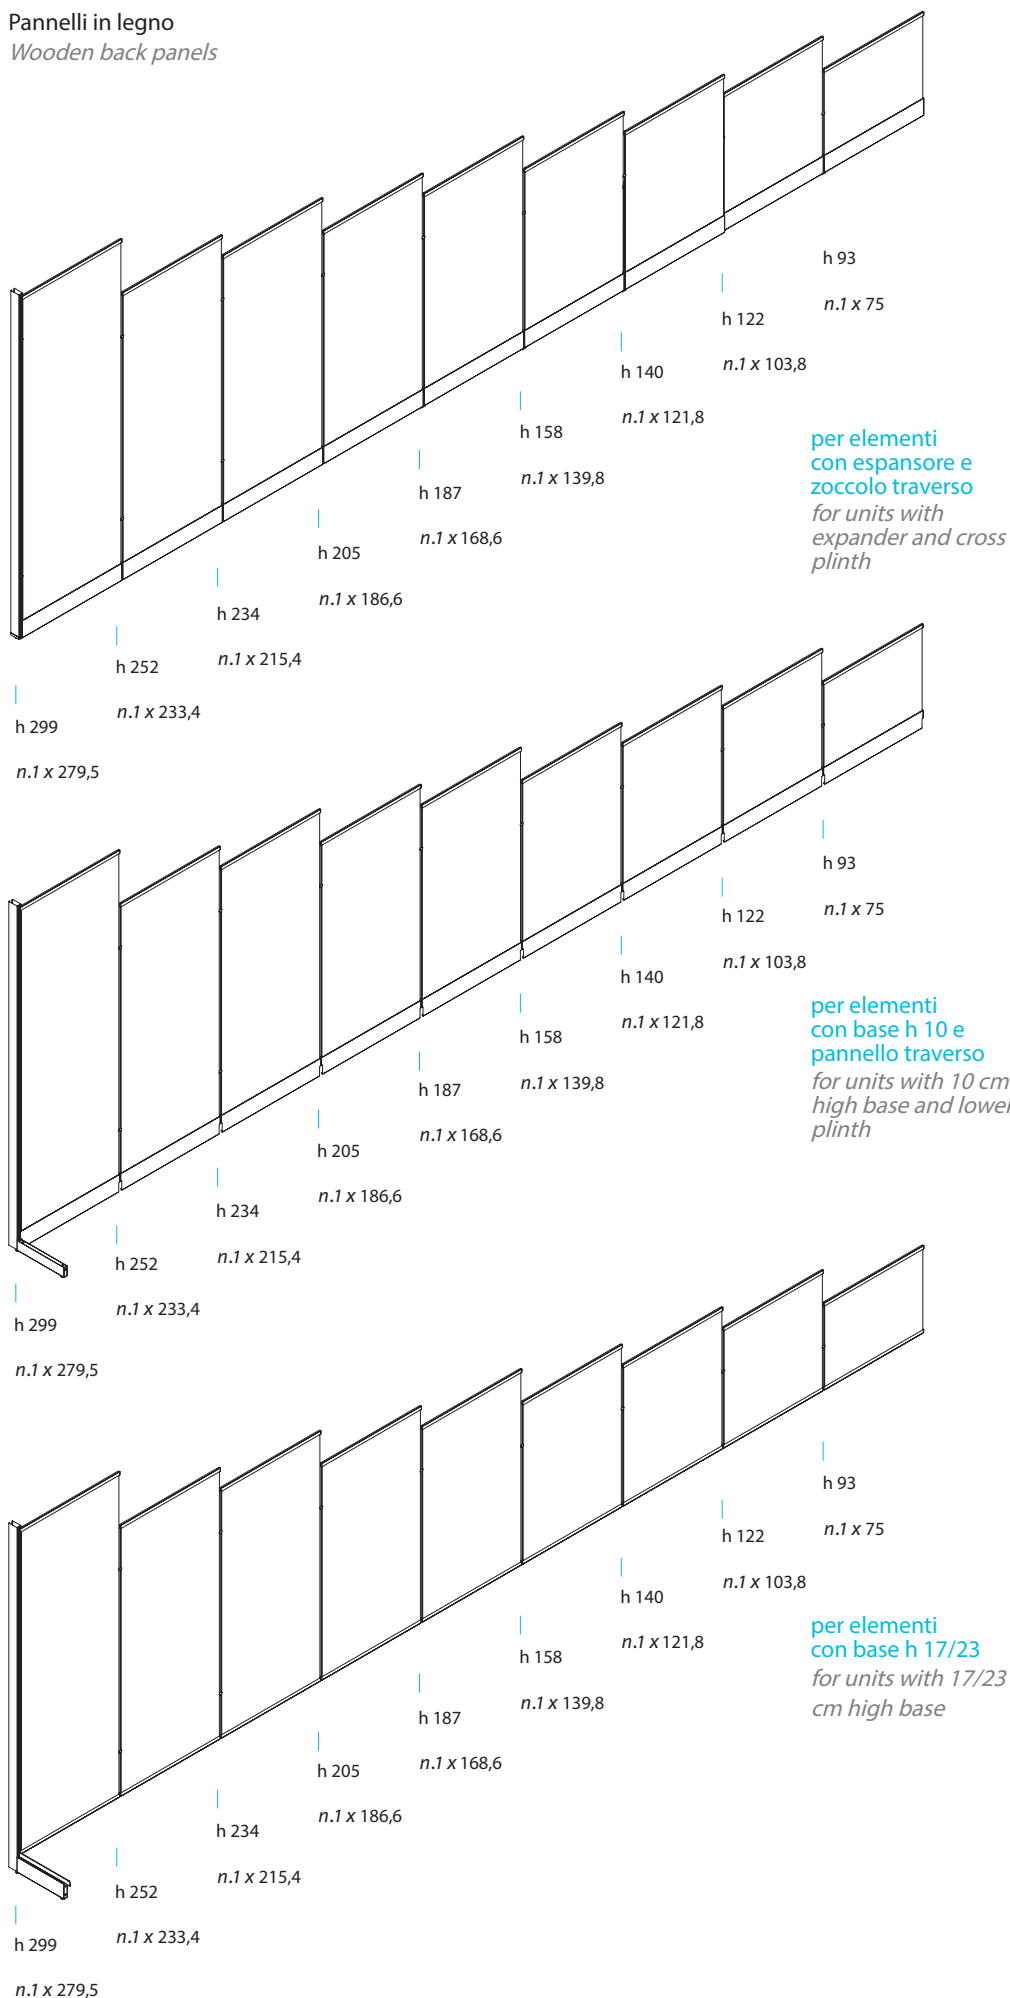 Pannelli in legno
Wooden back panels
h 93
n.1 x 75
h 122
n.1 x 103,8
h 140
n.1 x 121,8
h 158
n.1 x 139,8
h 187
n.1 x 168,6
h 205
n.1 x 186,6
h 234
n.1 x 215,4
h 252
n.1 x 233,4
h 299
n.1 x 279,5
per elementi
con espansore e
zoccolo traverso
for units with
expander and cross
plinth
h 93
n.1 x 75
h 122
n.1 x 103,8
h 140
n.1 x 121,8
h 158
n.1 x 139,8
h 187
n.1 x 168,6
h 205
n.1 x 186,6
h 234
n.1 x 215,4
h 252
n.1 x 233,4
h 299
n.1 x 279,5
per elementi
con base h 10 e
pannello traverso
for units with 10 cm
high base and lower
plinth
h 93
n.1 x 75
h 122
n.1 x 103,8
h 140
n.1 x 121,8
h 158
n.1 x 139,8
h 187
n.1 x 168,6
h 205
n.1 x 186,6
h 234
n.1 x 215,4
h 252
n.1 x 233,4
h 299
n.1 x 279,5
per elementi
con base h 17/23
for units with 17/23
cm high base